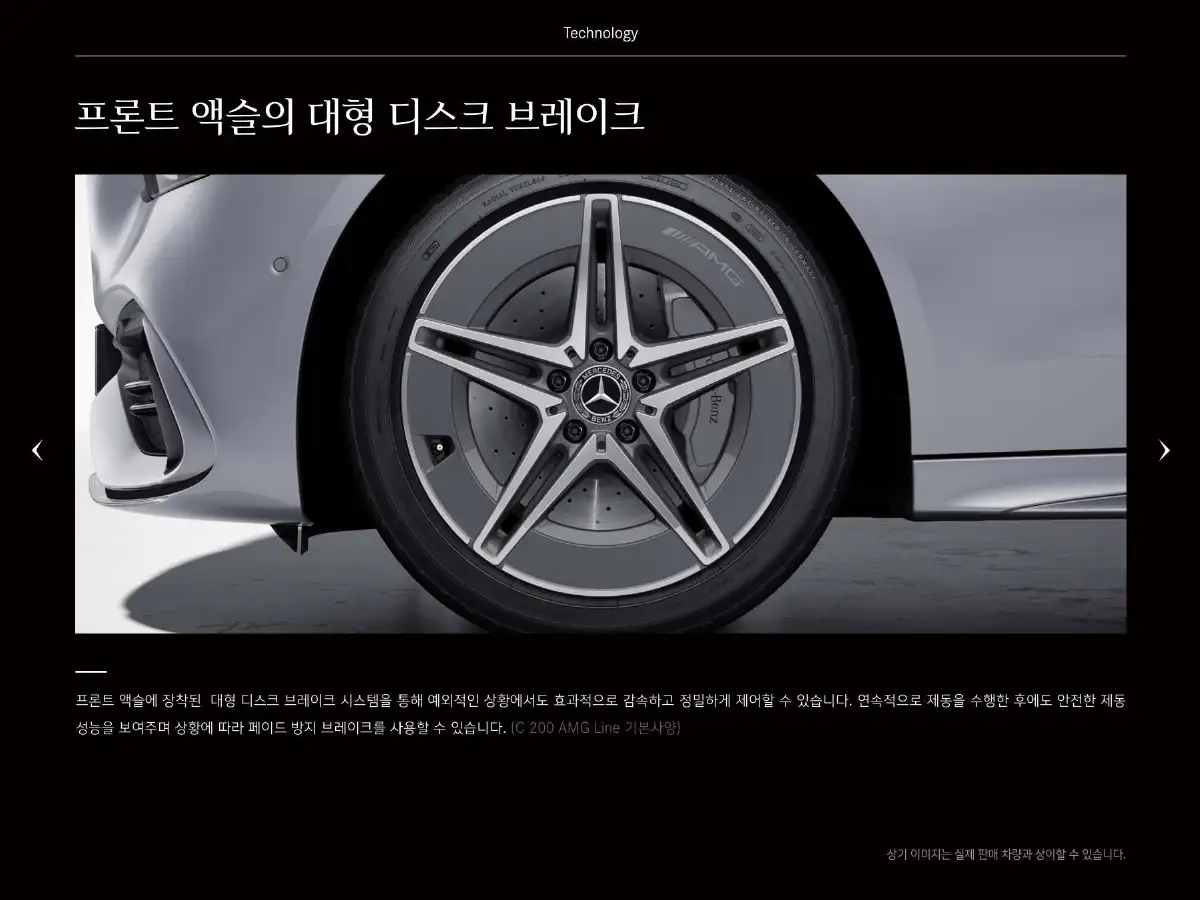 Technology
프론트 액슬의 대형 디스크 브레이크
AMG
MERCEDES
BENZ
-Benz
프론트 액슬에 장착된 대형 디스크 브레이크 시스템을 통해 예외적인 상황에서도 효과적으로 감속하고 정밀하게 제어할 수 있습니다. 연속적으로 제동을 수행한 후에도 안전한 제동
성능을 보여주며 상황에 따라 페이드 방지 브레이크를 사용할 수 있습니다. (C 200 AMG Line 기본사양)
상기 이미지는 실제 판매 차량과 상이할 수 있습니다.